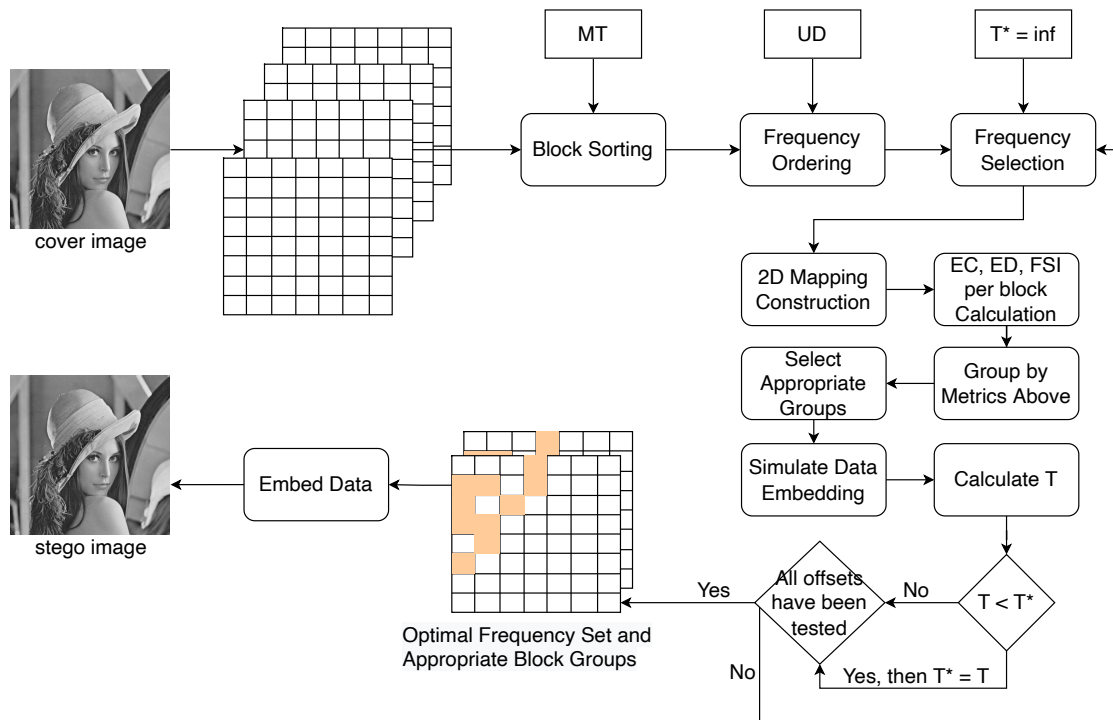 MT
UD
T* = inf
Block Sorting
Frequency
Ordering
Frequency
Selection
cover image
2D Mapping
Construction
EC, ED, FSI
per block
Calculation
Select
Appropriate
Groups
Group by
Metrics Above
Simulate Data
Embedding
Calculate T
Embed Data
stego image
Yes
All offsets
have been
tested
No
T < T*
Optimal Frequency Set and
Appropriate Block Groups
No
Yes, then T* = T